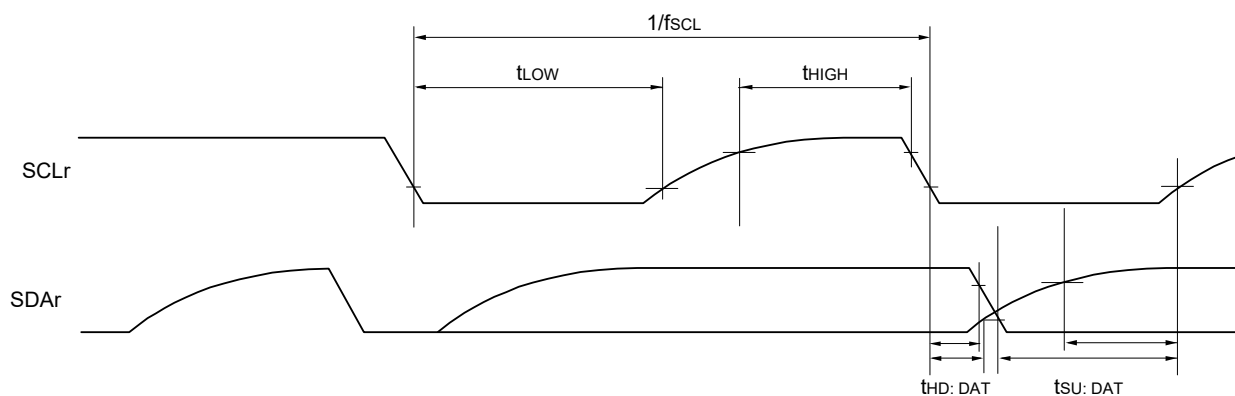 1/fSCL
tLOW
tHIGH
SCLr
SDAr
tHD: DAT
tSU: DAT